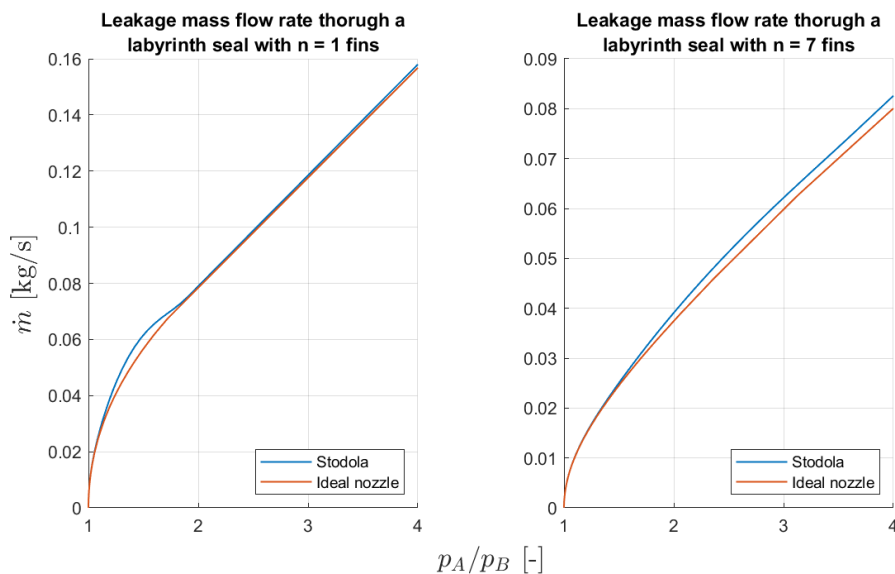 Leakage mass flow rate thorugh a
labyrinth seal with n = 1 fins
0.16
0.14
0.12
0.1
0.08
0.06
0.04
0.02
0
1
2
3
4
ṁ [kg/s]
Stodola
Ideal nozzle
Leakage mass flow rate thorugh a
labyrinth seal with n = 7 fins
0.09
0.08
0.07
0.06
0.05
0.04
0.03
0.02
0.01
0
1
2
3
4
Stodola
Ideal nozzle
p_A/p_B [-]